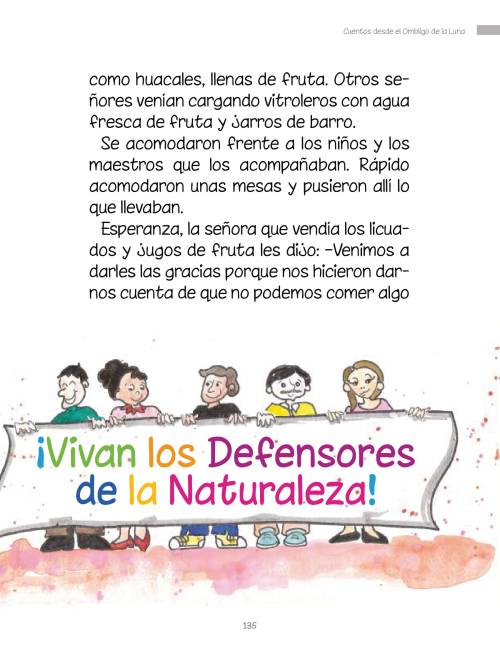 Cuentos desde el Ombligo de la Luna
como huacales, llenas de fruta. Otros se-
ñores venían cargando vitroleros con agua
fresca de fruta y jarros de barro.
Se acomodaron frente a los niños y los
maestros que los acompañaban. Rápido
acomodaron unas mesas y pusieron allí lo
que llevaban.
Esperanza, la señora que vendía los licua-
dos y jugos de fruta les dijo: –Venimos a
darles las gracias porque nos hicieron dar-
nos cuenta de que no podemos comer algo
¡Vivan los Defensores
de la Naturaleza!
135